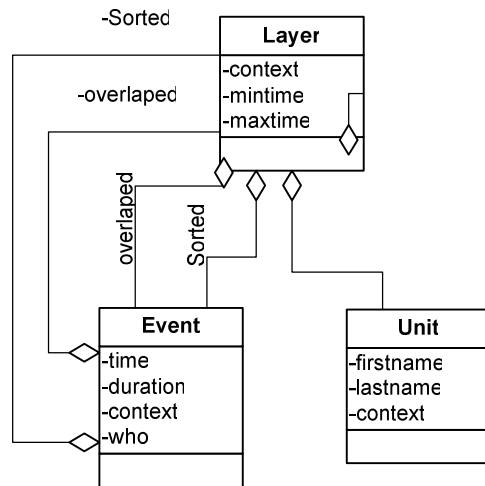 -Sorted
Layer
-context
-mintime
-maxtime
-overlaped
overlaped
Sorted
Event
-time
-duration
-context
-who
Unit
-firstname
-lastname
-context